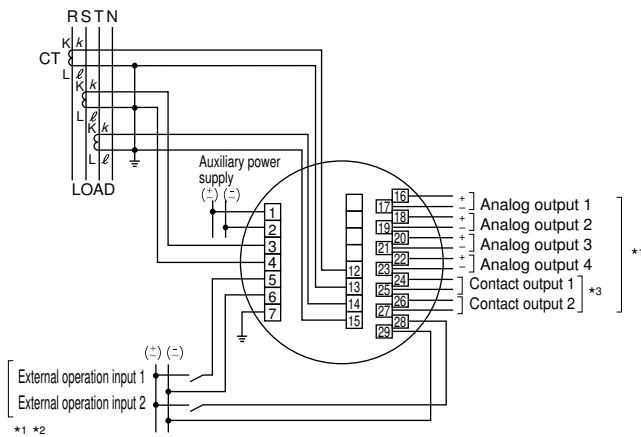 R S T N
K k
CT
L ℓ
K k
L ℓ
K k
L ℓ
LOAD
Auxiliary power
supply
(+~) (-~)
1
2
3
4
5
6
7
12
13
14
15
16
17
18
19
20
21
22
23
24
25
26
27
28
29
+
− Analog output 1
+
− Analog output 2
+
− Analog output 3
+
− Analog output 4
Contact output 1
Contact output 2
*3
*1
(+~) (-~)
External operation input 1
External operation input 2
*1 *2